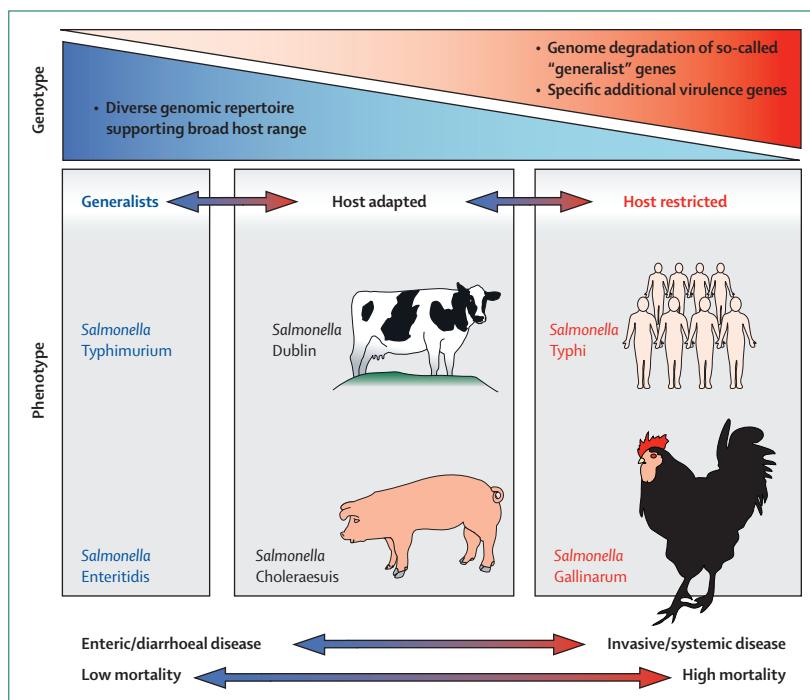 Genotype
• Genome degradation of so-called
“generalist” genes
• Specific additional virulence genes
• Diverse genomic repertoire
supporting broad host range
Phenotype
Generalists
Host adapted
Host restricted
Salmonella
Typhimurium
Salmonella
Dublin
Salmonella
Typhi
Salmonella
Enteritidis
Salmonella
Choleraesuis
Salmonella
Gallinarum
Enteric/diarrhoeal disease
Invasive/systemic disease
Low mortality
High mortality